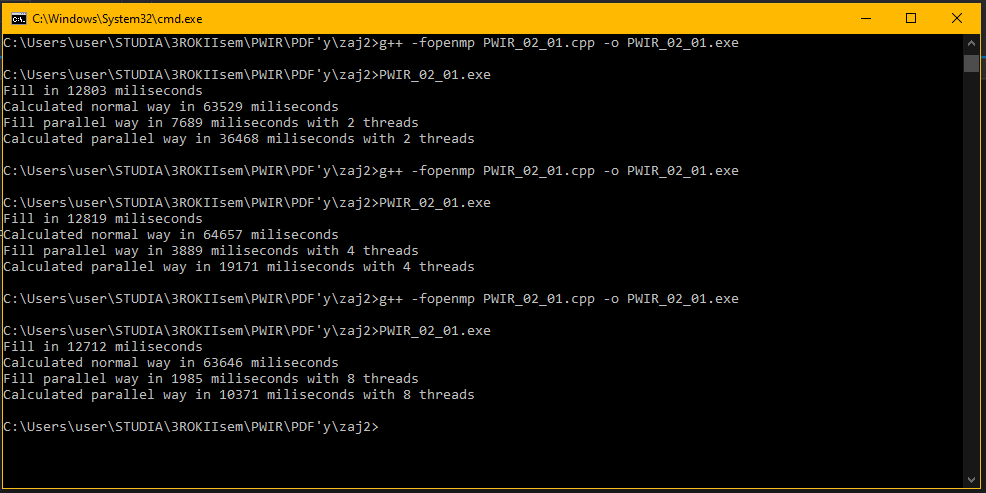 C:\Windows\System32\cmd.exe
C:\Users\user\STUDIA\3ROKIIsem\PWIR\PDF'y\zaj2>g++ -fopenmp PWIR_02_01.cpp -o PWIR_02_01.exe
C:\Users\user\STUDIA\3ROKIIsem\PWIR\PDF'y\zaj2>PWIR_02_01.exe
Fill in 12803 miliseconds
Calculated normal way in 63529 miliseconds
Fill parallel way in 7689 miliseconds with 2 threads
Calculated parallel way in 36468 miliseconds with 2 threads
C:\Users\user\STUDIA\3ROKIIsem\PWIR\PDF'y\zaj2>g++ -fopenmp PWIR_02_01.cpp -o PWIR_02_01.exe
C:\Users\user\STUDIA\3ROKIIsem\PWIR\PDF'y\zaj2>PWIR_02_01.exe
Fill in 12819 miliseconds
Calculated normal way in 64657 miliseconds
Fill parallel way in 3889 miliseconds with 4 threads
Calculated parallel way in 19171 miliseconds with 4 threads
C:\Users\user\STUDIA\3ROKIIsem\PWIR\PDF'y\zaj2>g++ -fopenmp PWIR_02_01.cpp -o PWIR_02_01.exe
C:\Users\user\STUDIA\3ROKIIsem\PWIR\PDF'y\zaj2>PWIR_02_01.exe
Fill in 12712 miliseconds
Calculated normal way in 63646 miliseconds
Fill parallel way in 1985 miliseconds with 8 threads
Calculated parallel way in 10371 miliseconds with 8 threads
C:\Users\user\STUDIA\3ROKIIsem\PWIR\PDF'y\zaj2>